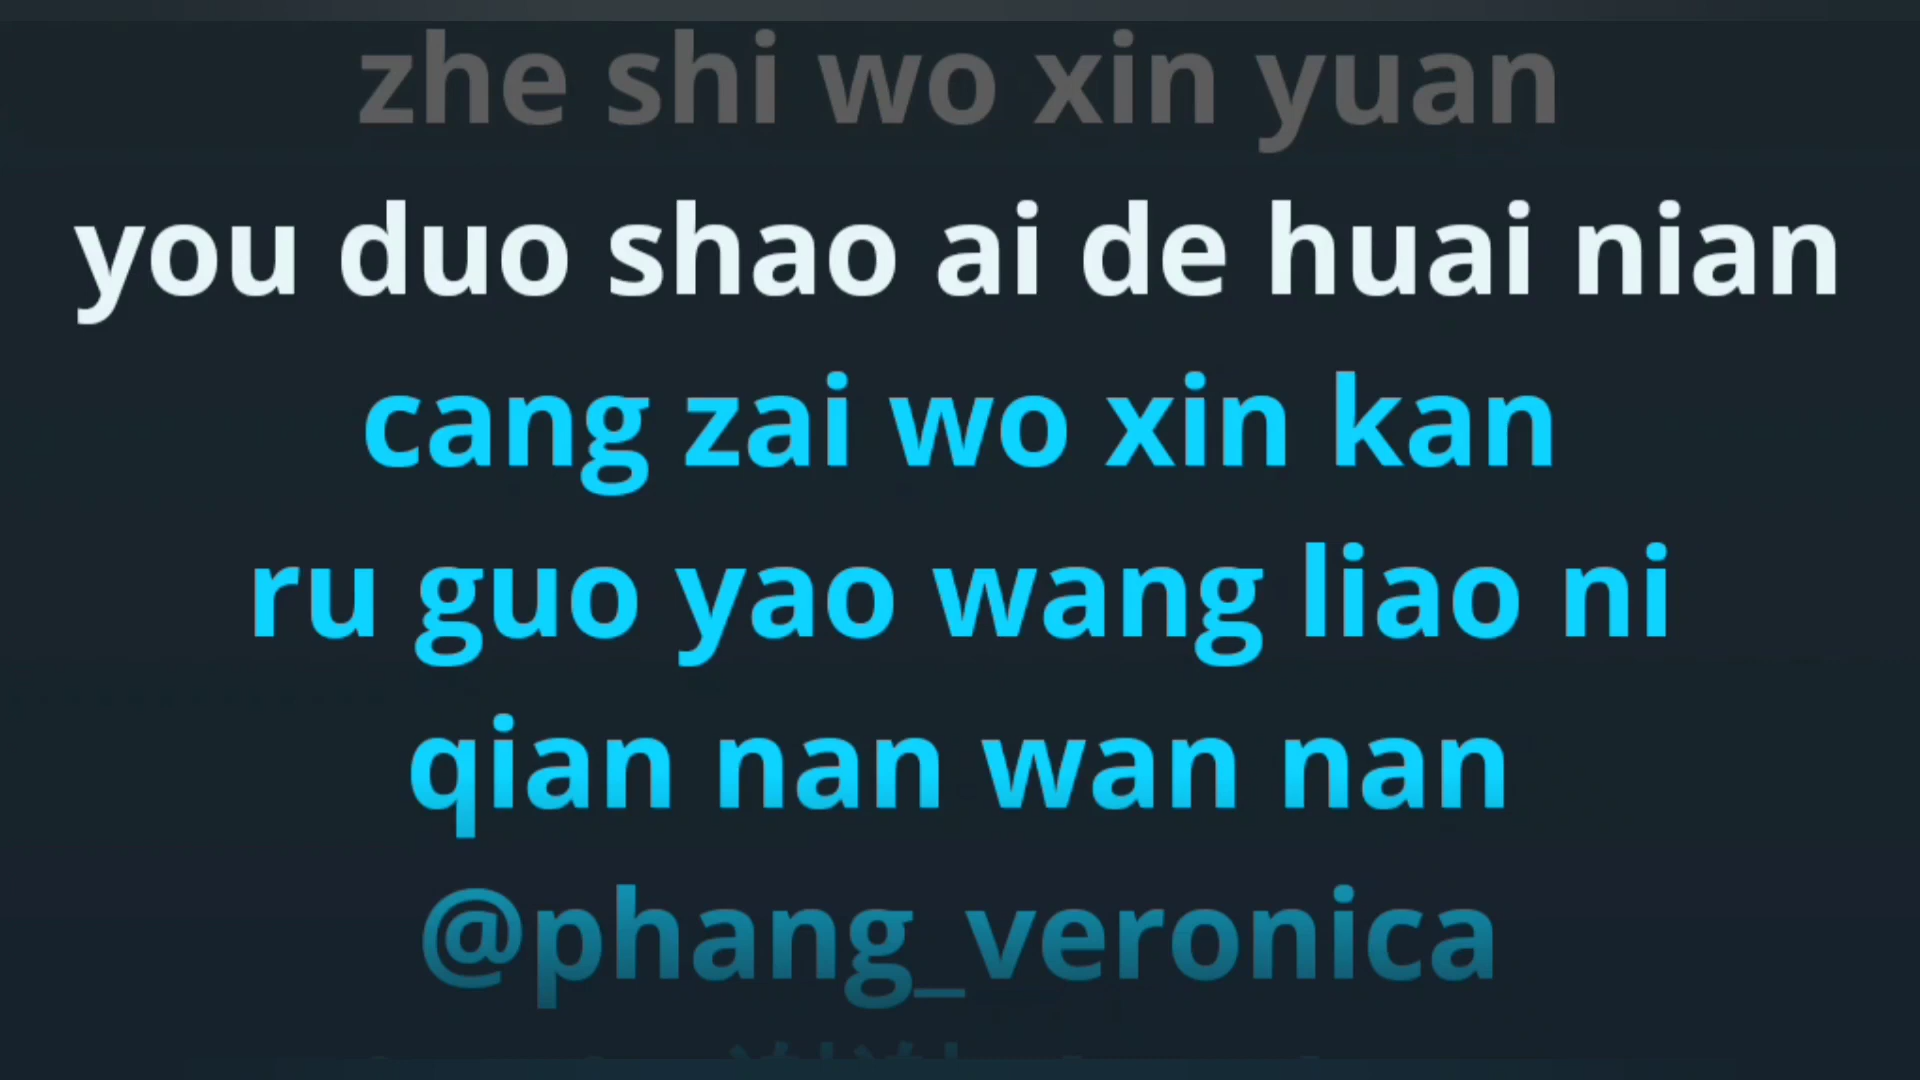 zhe shi wo xin yuan
you duo shao ai de huai nian
cang zai wo xin kan
ru guo yao wang liao ni
qian nan wan nan
@phang_veronica